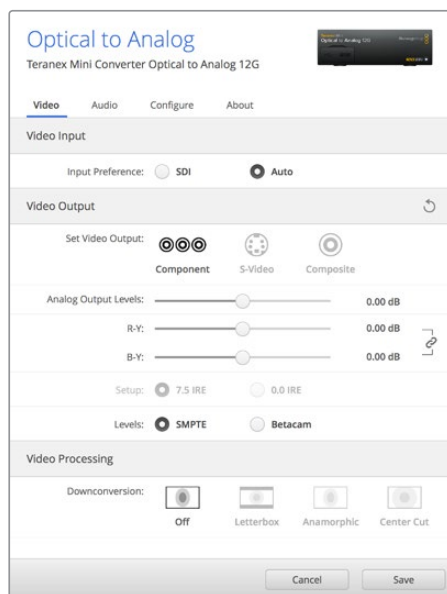 Optical to Analog
Teranex Mini Converter Optical to Analog 12G
Video Audio Configure About
Video Input
Input Preference: SDI Auto
Video Output
Set Video Output:
Component S-Video Composite
Analog Output Levels: 0.00 dB
R-Y: 0.00 dB
B-Y: 0.00 dB
Setup: 7.5 IRE 0.0 IRE
Levels: SMPTE Betacam
Video Processing
Downconversion:
Off Letterbox Anamorphic Center Cut
Cancel Save